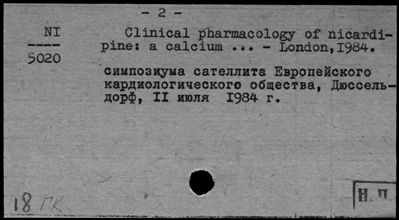 - 2 -
NI
----
5020
Clinical pharmacology of nicardi-
pine: a calcium ... - London, 1984.
симпозиума сателлита Европейского
кардиологического общества, Дюссель-
дорф, II июля 1984 г.
18 ГК
Н. П.